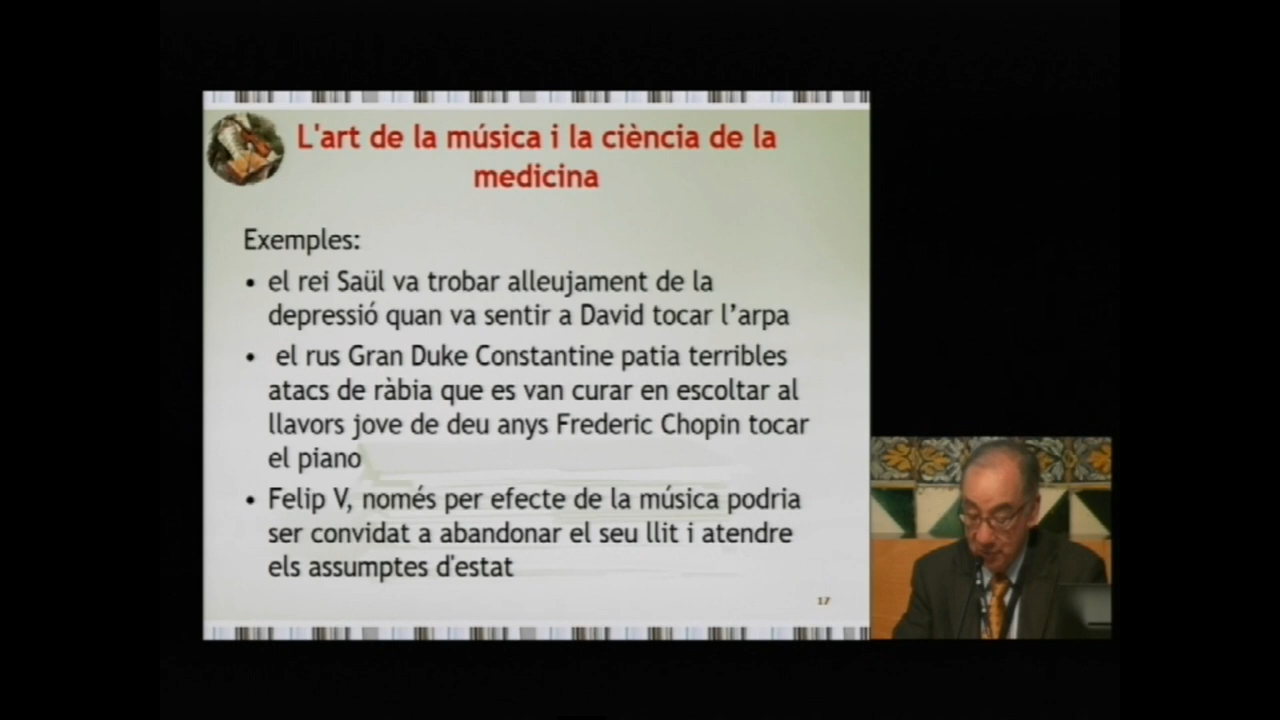 L'art de la música i la ciència de la
medicina
Exemples:
• el rei Saül va trobar alleujament de la
depressió quan va sentir a David tocar l’arpa
• el rus Gran Duke Constantine patia terribles
atacs de ràbia que es van curar en escoltar al
llavors jove de deu anys Frederic Chopin tocar
el piano
• Felip V, només per efecte de la música podria
ser convidat a abandonar el seu llit i atendre
els assumptes d'estat
17